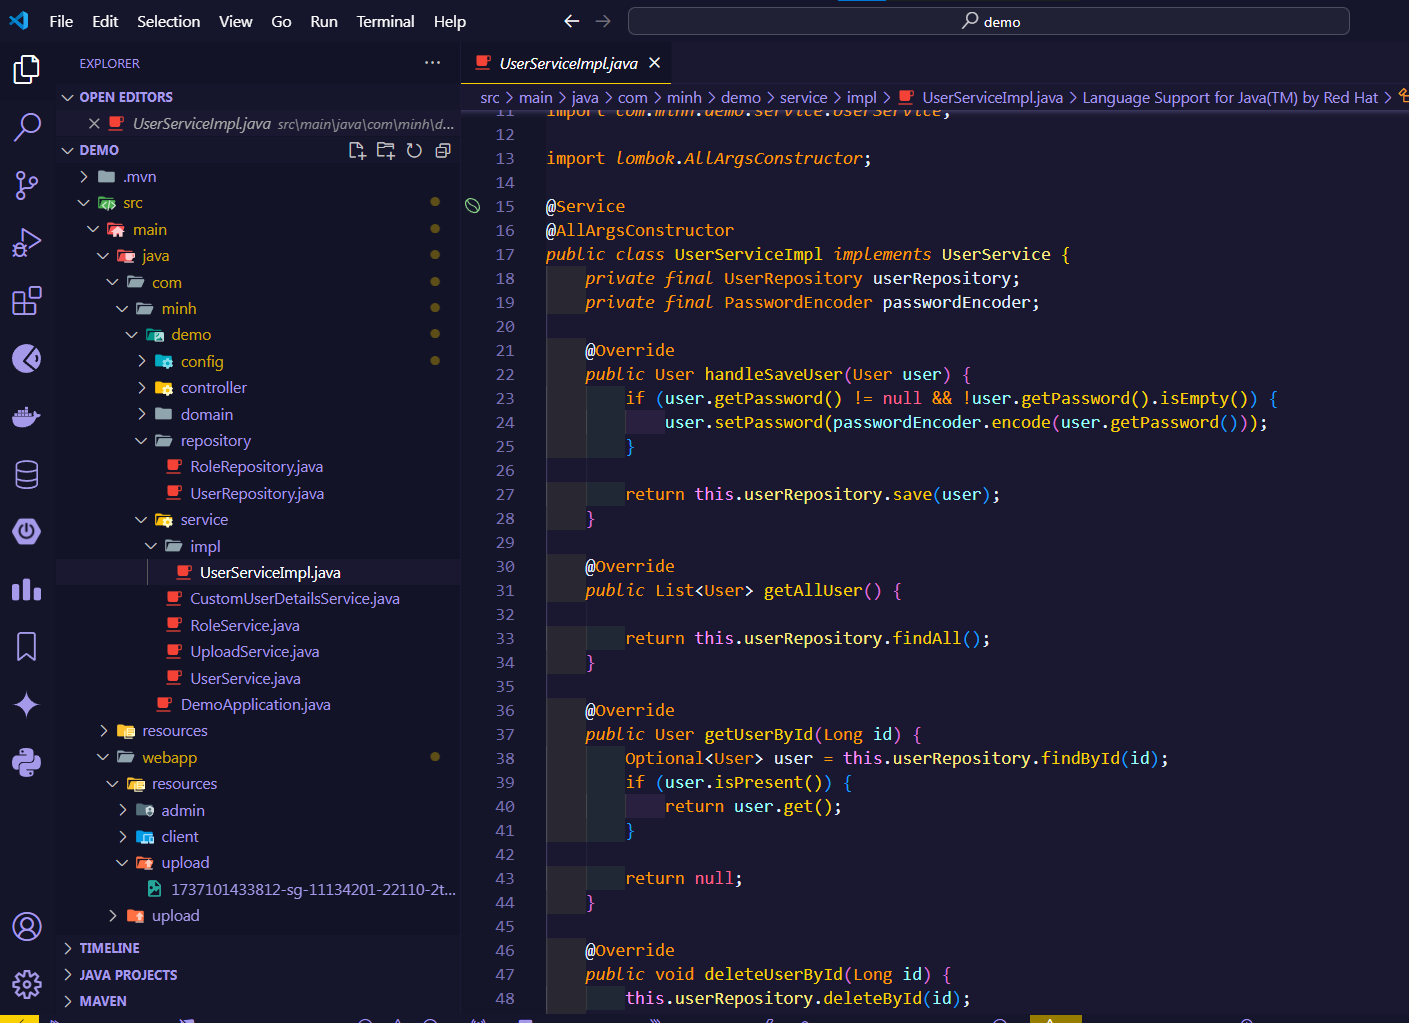 File Edit Selection View Go Run Terminal Help
demo
EXPLORER
OPEN EDITORS
UserServiceImpl.java src\main\java\com\minh\d...
DEMO
.mvn
src
main
java
com
minh
demo
config
controller
domain
repository
RoleRepository.java
UserRepository.java
service
impl
UserServiceImpl.java
CustomUserDetailsService.java
RoleService.java
UploadService.java
UserService.java
DemoApplication.java
resources
webapp
resources
admin
client
upload
1737101433812-sg-11134201-22110-2t...
upload
TIMELINE
JAVA PROJECTS
MAVEN
UserServiceImpl.java
src > main > java > com > minh > demo > service > impl > UserServiceImpl.java > Language Support for Java(TM) by Red Hat >
11 import com.minh.demo.service.UserService;
12
13 import lombok.AllArgsConstructor;
14
15 @Service
16 @AllArgsConstructor
17 public class UserServiceImpl implements UserService {
18 private final UserRepository userRepository;
19 private final PasswordEncoder passwordEncoder;
20
21 @Override
22 public User handleSaveUser(User user) {
23 if (user.getPassword() != null && !user.getPassword().isEmpty()) {
24 user.setPassword(passwordEncoder.encode(user.getPassword()));
25 }
26
27 return this.userRepository.save(user);
28 }
29
30 @Override
31 public List<User> getAllUser() {
32
33 return this.userRepository.findAll();
34 }
35
36 @Override
37 public User getUserById(Long id) {
38 Optional<User> user = this.userRepository.findById(id);
39 if (user.isPresent()) {
40 return user.get();
41 }
42
43 return null;
44 }
45
46 @Override
47 public void deleteUserById(Long id) {
48 this.userRepository.deleteById(id);